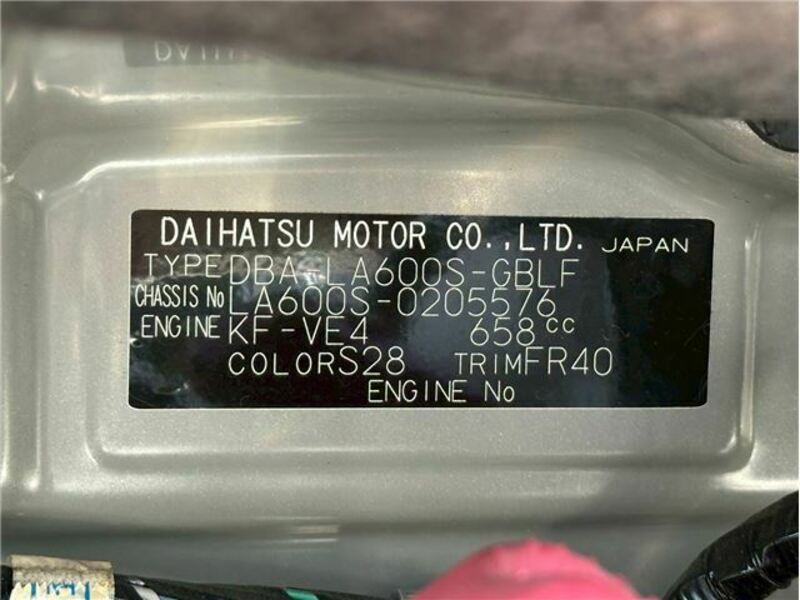 DAIHATSU MOTOR CO.,LTD. JAPAN
TYPE DBA-LA600S-GBLF
CHASSIS No LA600S-0205576
ENGINE KF-VE4 658cc
COLOR S28 TRIM FR40
ENGINE No